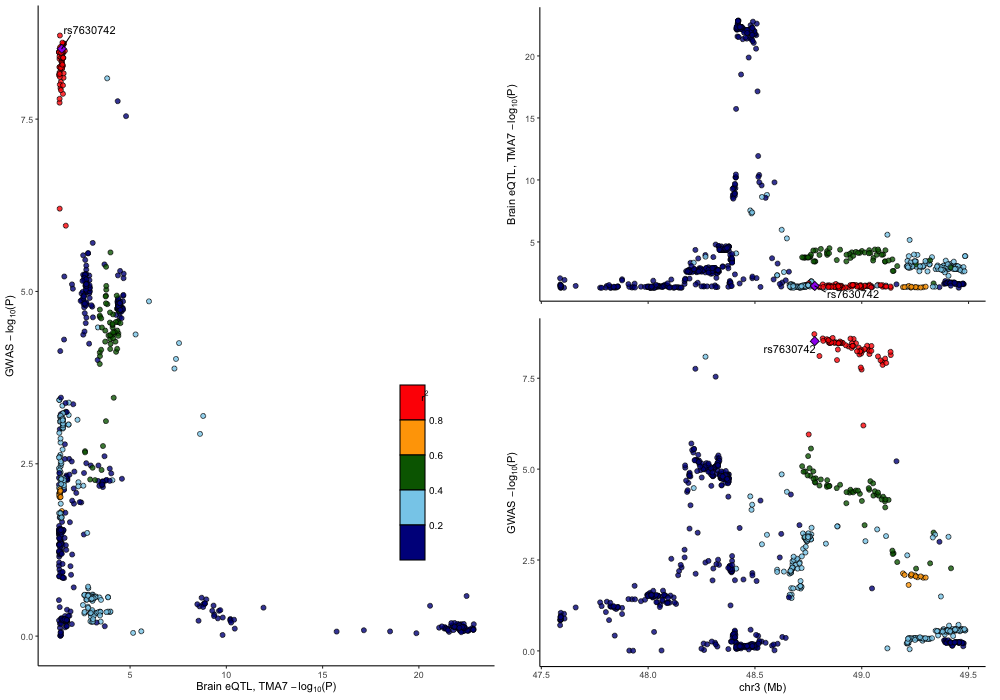 rs7630742
7.5
5.0
2.5
0.0
GWAS −log10(P)
5
10
15
20
Brain eQTL, TMA7 −log10(P)
r2
0.8
0.6
0.4
0.2
20
15
10
5
Brain eQTL, TMA7 −log10(P)
rs7630742
rs7630742
7.5
5.0
2.5
0.0
GWAS −log10(P)
47.5
48.0
48.5
49.0
49.5
chr3 (Mb)